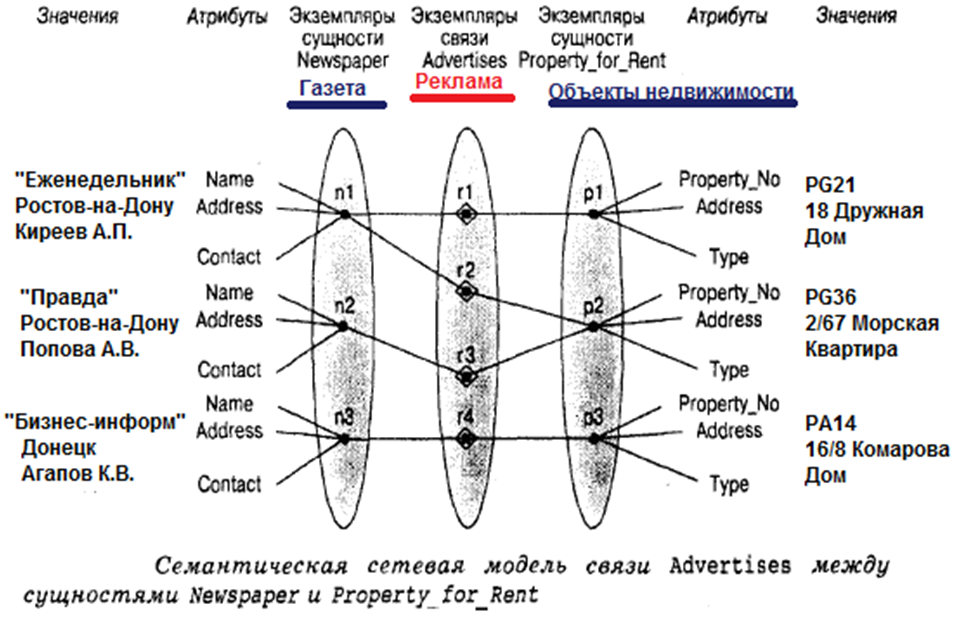 Значения
Атрибуты
Экземпляры
сущности
Newspaper
Газета
Экземпляры
связи
Advertises
Реклама
Экземпляры
сущности
Property_for_Rent
Объекты недвижимости
Атрибуты
Значения
"Еженедельник"
Ростов-на-Дону
Киреев А.П.
Name
Address
Contact
n1
r1
p1
Property_No
Address
Type
PG21
18 Дружная
Дом
r2
"Правда"
Ростов-на-Дону
Попова А.В.
Name
Address
Contact
n2
r3
p2
Property_No
Address
Type
PG36
2/67 Морская
Квартира
"Бизнес-информ"
Донецк
Агапов К.В.
Name
Address
Contact
n3
r4
p3
Property_No
Address
Type
PA14
16/8 Комарова
Дом
Семантическая сетевая модель связи Advertises между
сущностями Newspaper и Property_for_Rent